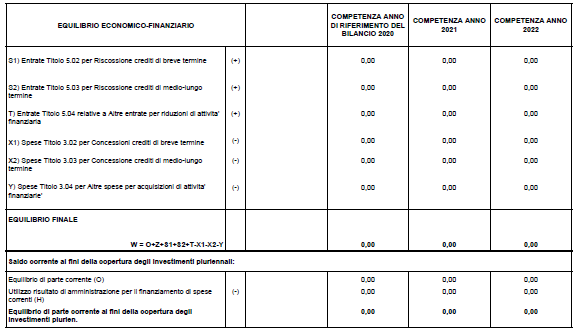 EQUILIBRIO ECONOMICO-FINANZIARIO
COMPETENZA ANNO
DI RIFERIMENTO DEL
BILANCIO 2020
COMPETENZA ANNO
2021
COMPETENZA ANNO
2022
S1) Entrate Titolo 5.02 per Riscossione crediti di breve termine (+) 0,00 0,00 0,00
S2) Entrate Titolo 5.03 per Riscossione crediti di medio-lungo
termine (+) 0,00 0,00 0,00
T) Entrate Titolo 5.04 relative a Altre entrate per riduzioni di attivita'
finanziaria (+) 0,00 0,00 0,00
X1) Spese Titolo 3.02 per Concessioni crediti di breve termine (-) 0,00 0,00 0,00
X2) Spese Titolo 3.03 per Concessione crediti di medio-lungo
termine (-) 0,00 0,00 0,00
Y) Spese Titolo 3.04 per Altre spese per acquisizioni di attivita'
finanziarie' (-) 0,00 0,00 0,00
EQUILIBRIO FINALE
W = O+Z+S1+S2+T-X1-X2-Y 0,00 0,00 0,00
Saldo corrente ai fini della copertura degli investimenti pluriennali:
Equilibrio di parte corrente (O) 0,00 0,00 0,00
Utilizzo risultato di amministrazione per il finanziamento di spese
correnti (H) (-) 0,00 0,00 0,00
Equilibrio di parte corrente ai fini della copertura degli
investimenti plurien. 0,00 0,00 0,00